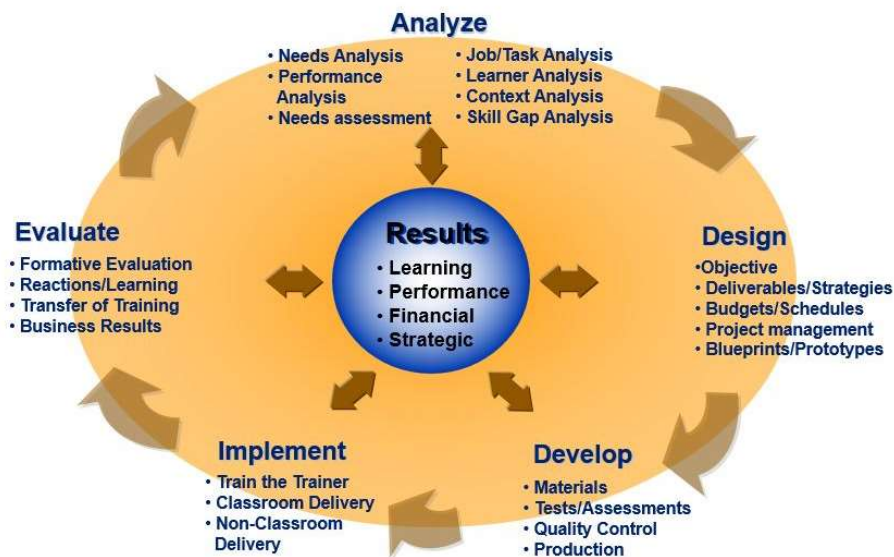 Analyze
• Needs Analysis
• Performance
Analysis
• Needs assessment
• Job/Task Analysis
• Learner Analysis
• Context Analysis
• Skill Gap Analysis
Evaluate
• Formative Evaluation
• Reactions/Learning
• Transfer of Training
• Business Results
Results
• Learning
• Performance
• Financial
• Strategic
Design
•Objective
• Deliverables/Strategies
• Budgets/Schedules
• Project management
• Blueprints/Prototypes
Implement
• Train the Trainer
• Classroom Delivery
• Non-Classroom
Delivery
Develop
• Materials
• Tests/Assessments
• Quality Control
• Production